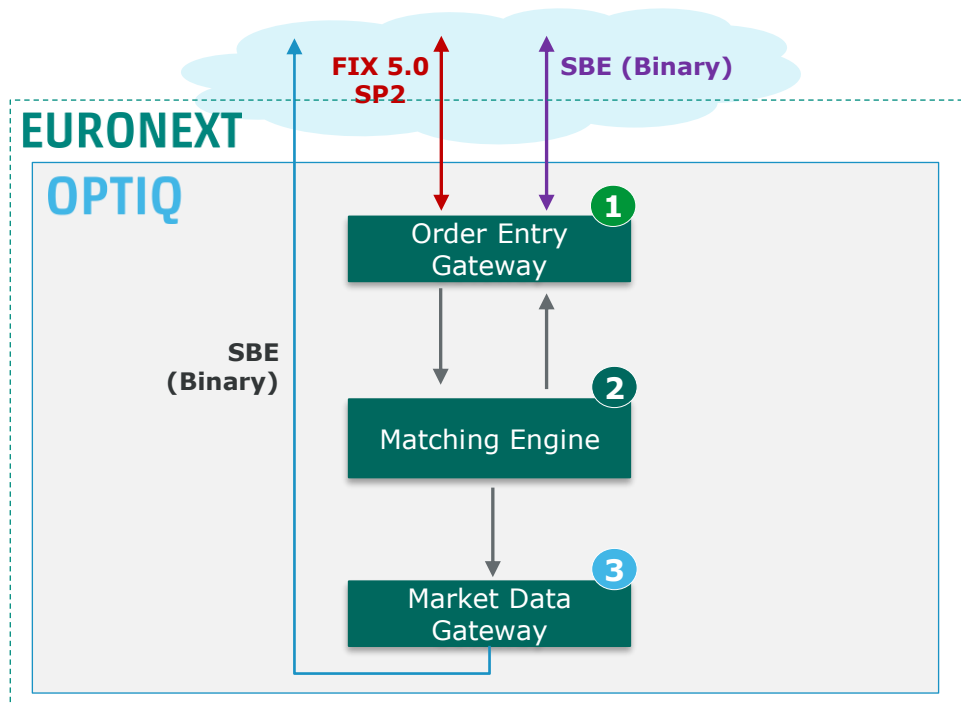 FIX 5.0
SP2
SBE (Binary)
EURONEXT
OPTIQ
1
Order Entry
Gateway
SBE
(Binary)
2
Matching Engine
3
Market Data
Gateway